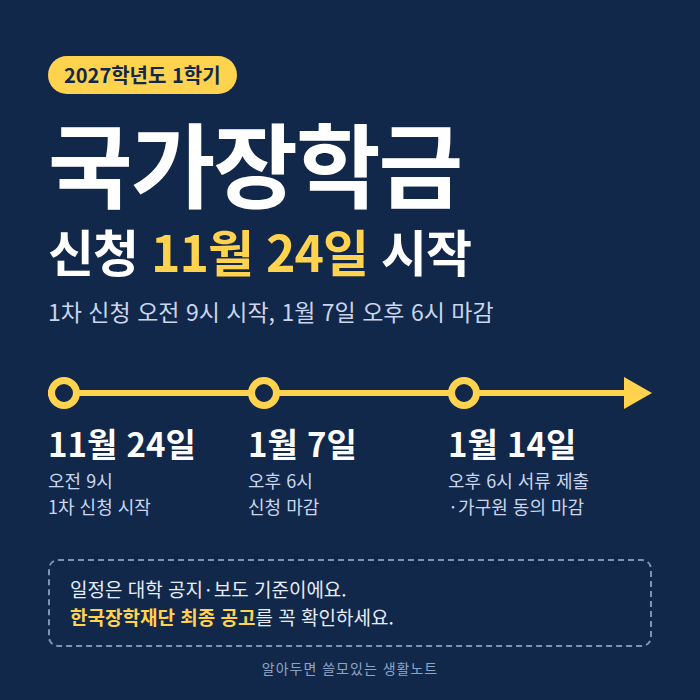 2027학년도 1학기
국가장학금
신청 11월 24일 시작
1차 신청 오전 9시 시작, 1월 7일 오후 6시 마감
11월 24일
오전 9시
1차 신청 시작
1월 7일
오후 6시
신청 마감
1월 14일
오후 6시 서류 제출
·가구원 동의 마감
일정은 대학 공지·보도 기준이에요.
한국장학재단 최종 공고를 꼭 확인하세요.
알아두면 쓸모있는 생활노트